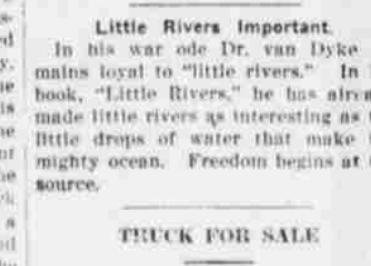 Little Rivers Important.
In his war ode Dr. van Dyke
mains loyal to "little rivers." In
book, "Little Rivers," he has alrea
made little rivers as interesting as
little drops of water that make
mighty ocean. Freedom begins at
source.
TRUCK FOR SALE